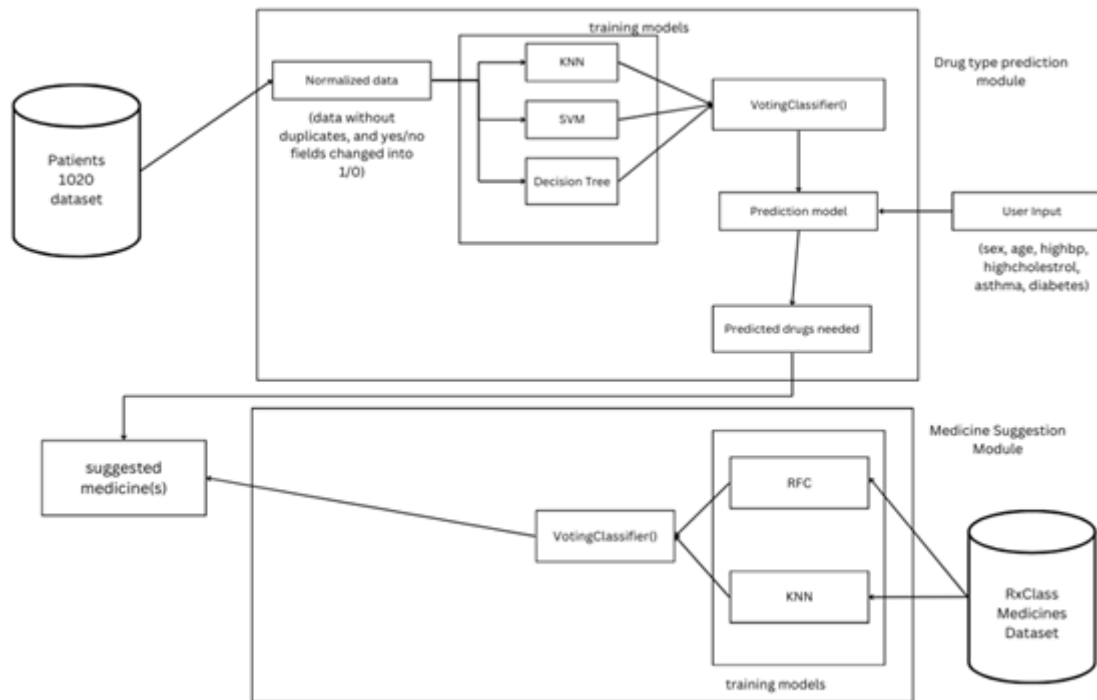 training models
KNN
Normalized data
Drug type prediction
module
VotingClassifier()
(data without
duplicates, and yes/no
fields changed into
1/0)
SVM
Patients
1020
dataset
Decision Tree
Prediction model
User Input
(sex, age, highbp,
highcholestrol,
asthma, diabetes)
Predicted drugs needed
Medicine Suggestion
Module
suggested
medicine(s)
RFC
VotingClassifier()
KNN
RxClass
Medicines
Dataset
training models